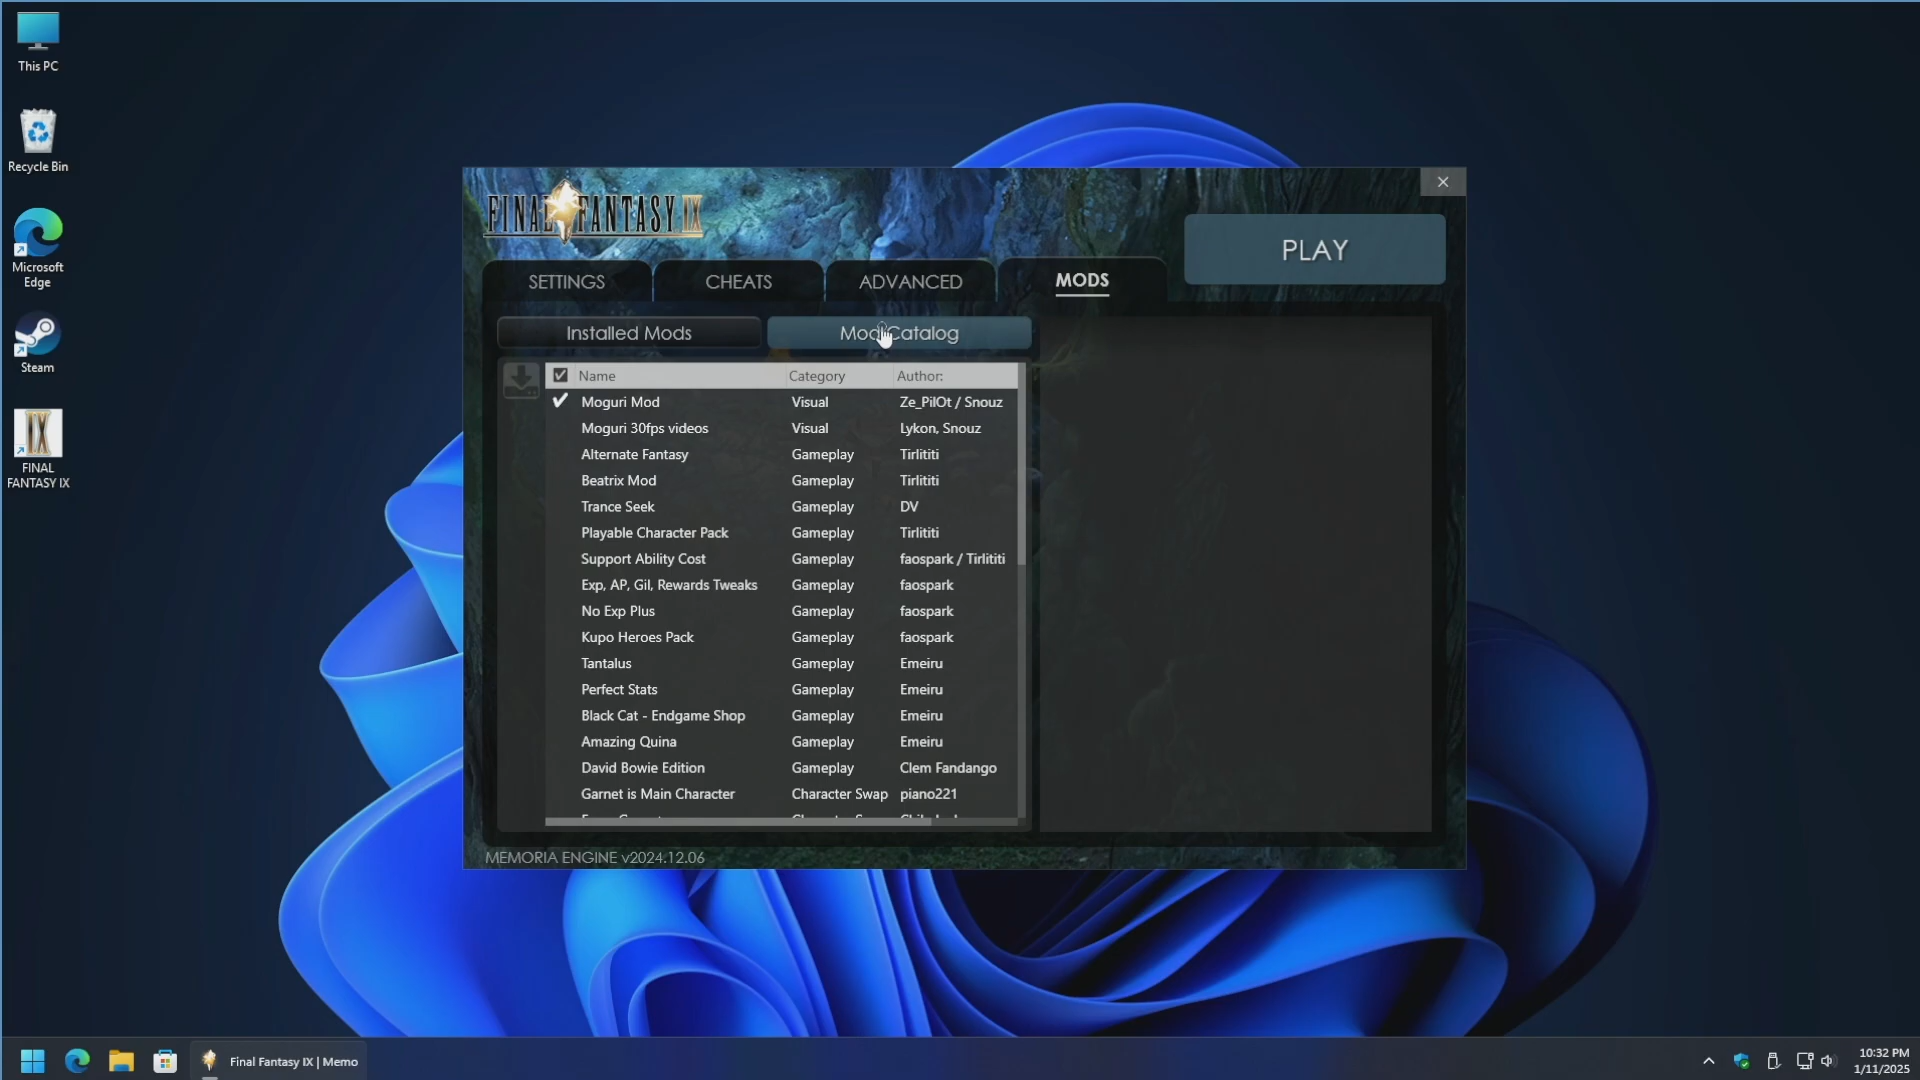 This PC
Recycle Bin
Microsoft
Edge
Steam
IX
FINAL
FANTASY IX
FINAL FANTASY IX
PLAY
SETTINGS
CHEATS
ADVANCED
MODS
Installed Mods
Mod Catalog
Name Category Author:
Moguri Mod Visual Ze_PilOt / Snouz
Moguri 30fps videos Visual Lykon, Snouz
Alternate Fantasy Gameplay Tirlititi
Beatrix Mod Gameplay Tirlititi
Trance Seek Gameplay DV
Playable Character Pack Gameplay Tirlititi
Support Ability Cost Gameplay faospark / Tirlititi
Exp, AP, Gil, Rewards Tweaks Gameplay faospark
No Exp Plus Gameplay faospark
Kupo Heroes Pack Gameplay faospark
Tantalus Gameplay Emeiru
Perfect Stats Gameplay Emeiru
Black Cat - Endgame Shop Gameplay Emeiru
Amazing Quina Gameplay Emeiru
David Bowie Edition Gameplay Clem Fandango
Garnet is Main Character Character Swap piano221
MEMORIA ENGINE v2024.12.06
Final Fantasy IX | Memo
10:32 PM
1/11/2025